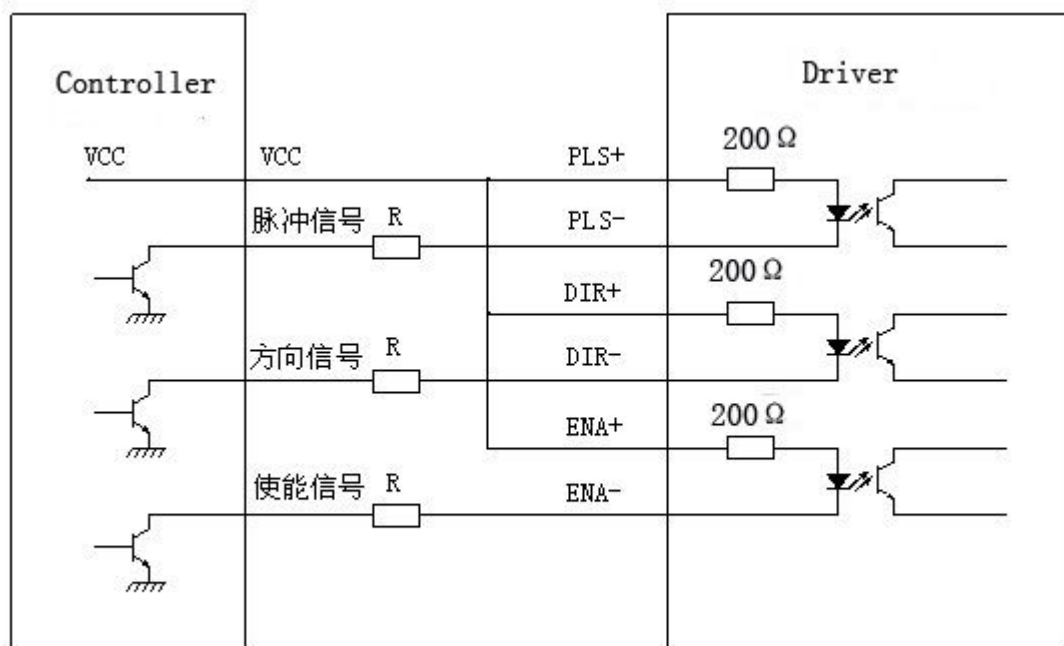 Controller
Driver
200Ω
VCC
VCC
PLS+
脉冲信号
R
PLS-
200Ω
DIR+
方向信号
R
DIR-
200Ω
ENA+
使能信号
R
ENA-